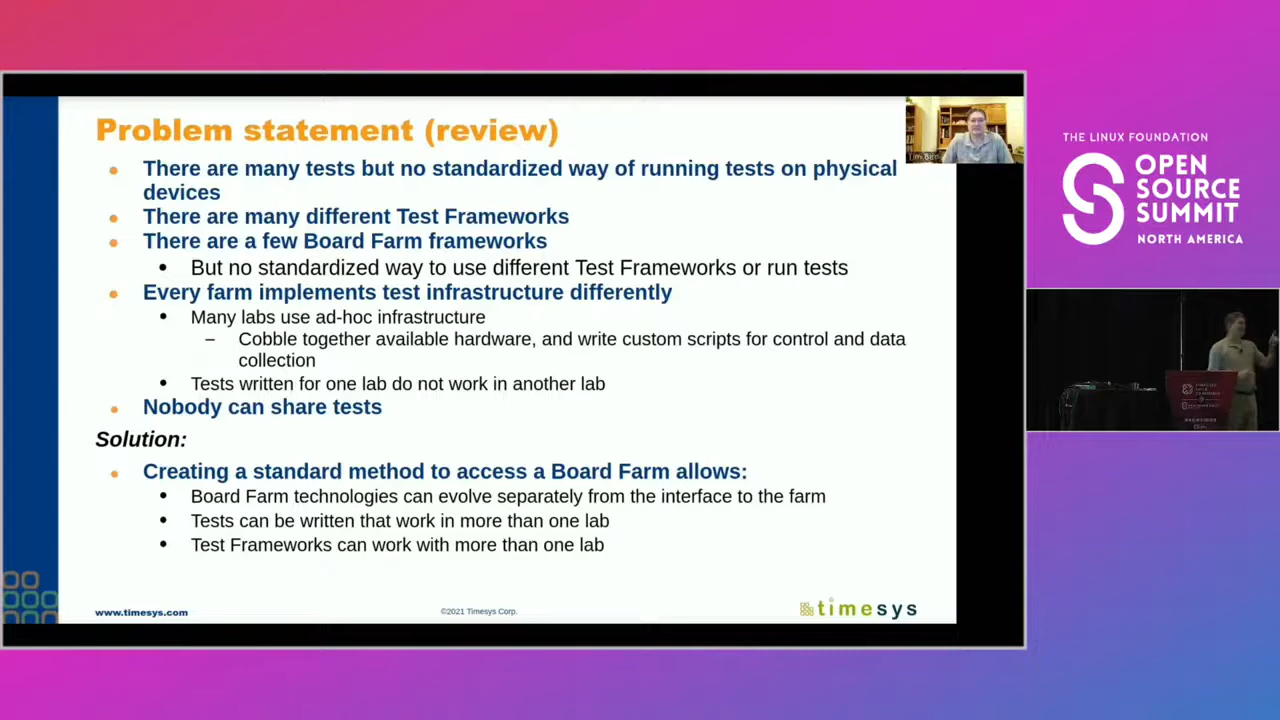 Problem statement (review)
There are many tests but no standardized way of running tests on physical
devices
There are many different Test Frameworks
There are a few Board Farm frameworks
But no standardized way to use different Test Frameworks or run tests
Every farm implements test infrastructure differently
Many labs use ad-hoc infrastructure
– Cobble together available hardware, and write custom scripts for control and data
collection
Tests written for one lab do not work in another lab
Nobody can share tests
Solution:
Creating a standard method to access a Board Farm allows:
Board Farm technologies can evolve separately from the interface to the farm
Tests can be written that work in more than one lab
Test Frameworks can work with more than one lab
www.timesys.com
©2021 Timesys Corp.
timesys
THE LINUX FOUNDATION
OPEN
SOURCE
SUMMIT
NORTH AMERICA